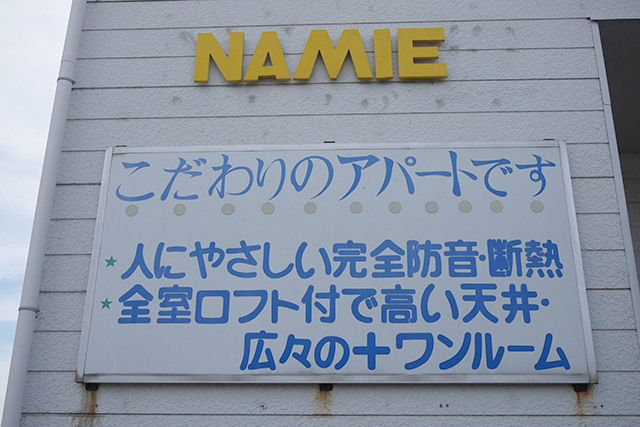 NAMIE
こだわりのアパートです
★人にやさしい完全防音・断熱
★全室ロフト付で高い天井・
広々の+ワンルーム